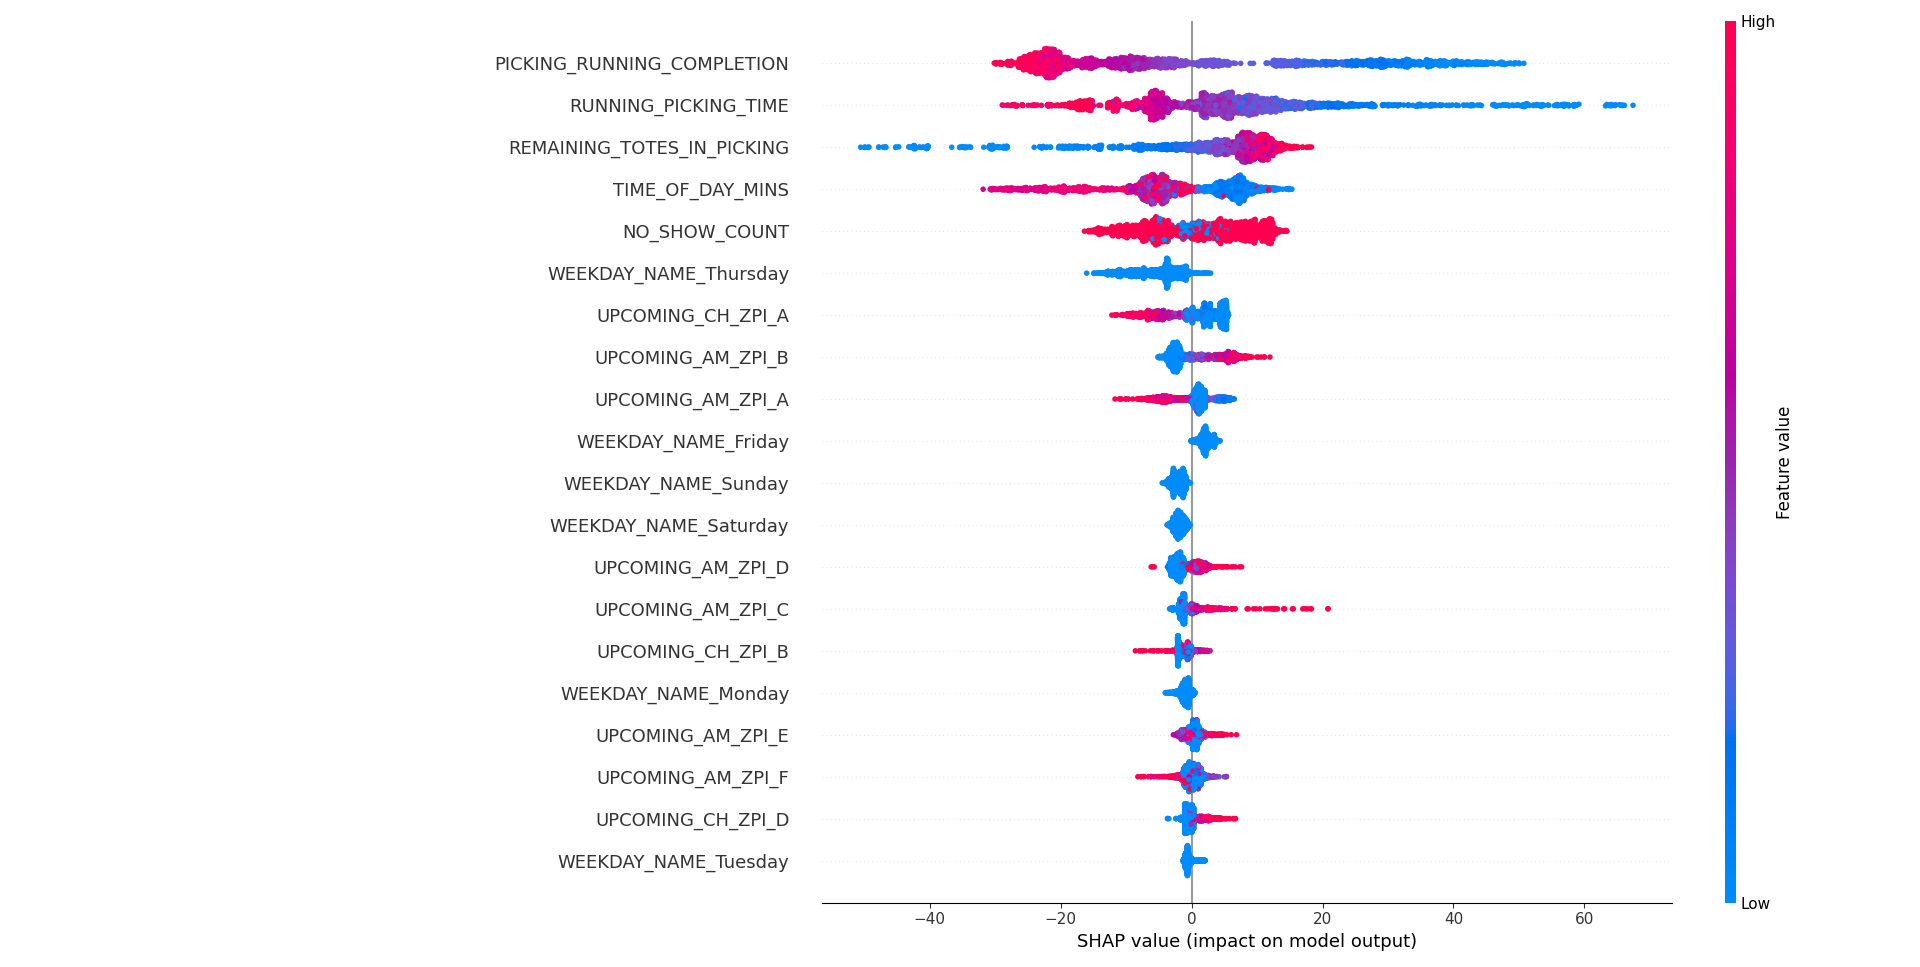 High
PICKING_RUNNING_COMPLETION
RUNNING_PICKING_TIME
REMAINING_TOTES_IN_PICKING
TIME_OF_DAY_MINS
NO_SHOW_COUNT
WEEKDAY_NAME_Thursday
UPCOMING_CH_ZPI_A
UPCOMING_AM_ZPI_B
UPCOMING_AM_ZPI_A
WEEKDAY_NAME_Friday
WEEKDAY_NAME_Sunday
WEEKDAY_NAME_Saturday
UPCOMING_AM_ZPI_D
UPCOMING_AM_ZPI_C
UPCOMING_CH_ZPI_B
WEEKDAY_NAME_Monday
UPCOMING_AM_ZPI_E
UPCOMING_AM_ZPI_F
UPCOMING_CH_ZPI_D
WEEKDAY_NAME_Tuesday
Feature value
Low
−40 −20 0 20 40 60
SHAP value (impact on model output)